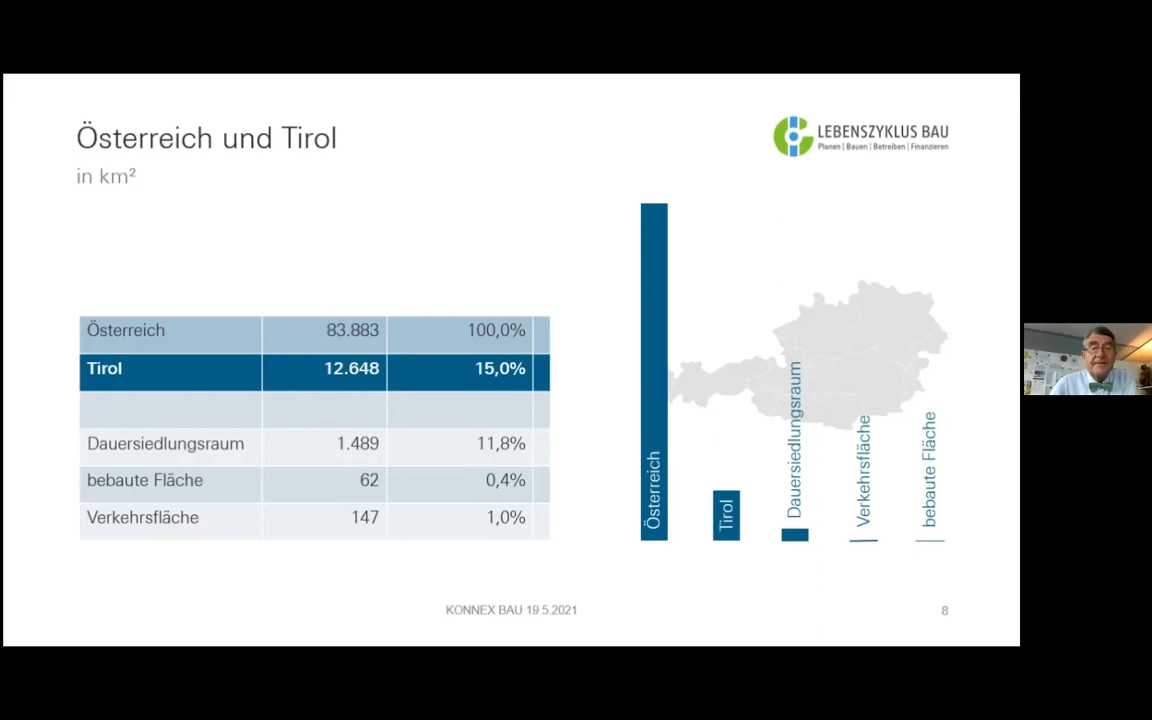 Österreich und Tirol
in km²
LEBENSZYKLUS BAU
Planen | Bauen | Betreiben | Finanzieren
Österreich 83.883 100,0%
Tirol 12.648 15,0%
Dauersiedlungsraum 1.489 11,8%
bebaute Fläche 62 0,4%
Verkehrsfläche 147 1,0%
Österreich
Tirol
Dauersiedlungsraum
Verkehrsfläche
bebaute Fläche
KONNEX BAU 19.5.2021
8